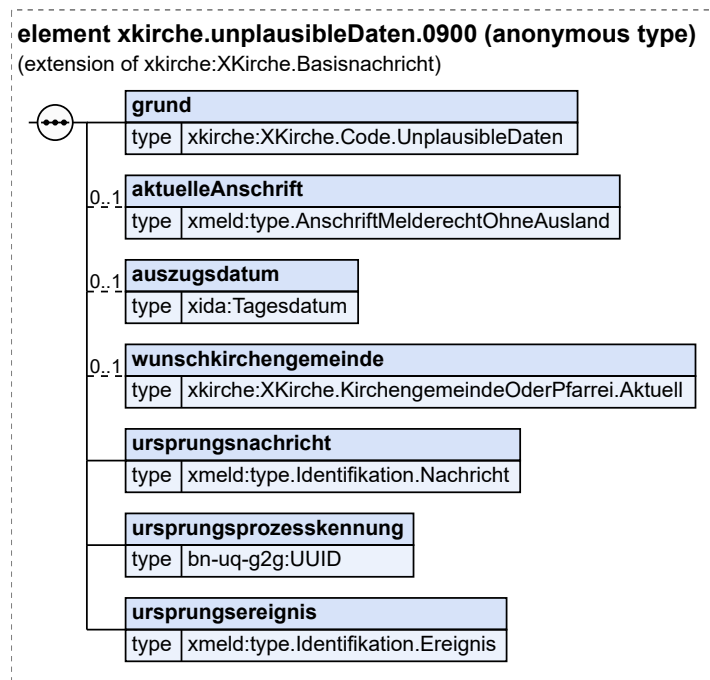 element xkirche.unplausibleDaten.0900 (anonymous type)
(extension of xkirche:XKirche.Basisnachricht)
grund
type xkirche:XKirche.Code.UnplausibleDaten
0..1 aktuelleAnschrift
type xmeld:type.AnschriftMelderechtOhneAusland
0..1 auszugsdatum
type xida:Tagesdatum
0..1 wunschkirchengemeinde
type xkirche:XKirche.KirchengemeindeOderPfarrei.Aktuell
ursprungsnachricht
type xmeld:type.Identifikation.Nachricht
ursprungsprozesskennung
type bn-uq-g2g:UUID
ursprungsereignis
type xmeld:type.Identifikation.Ereignis